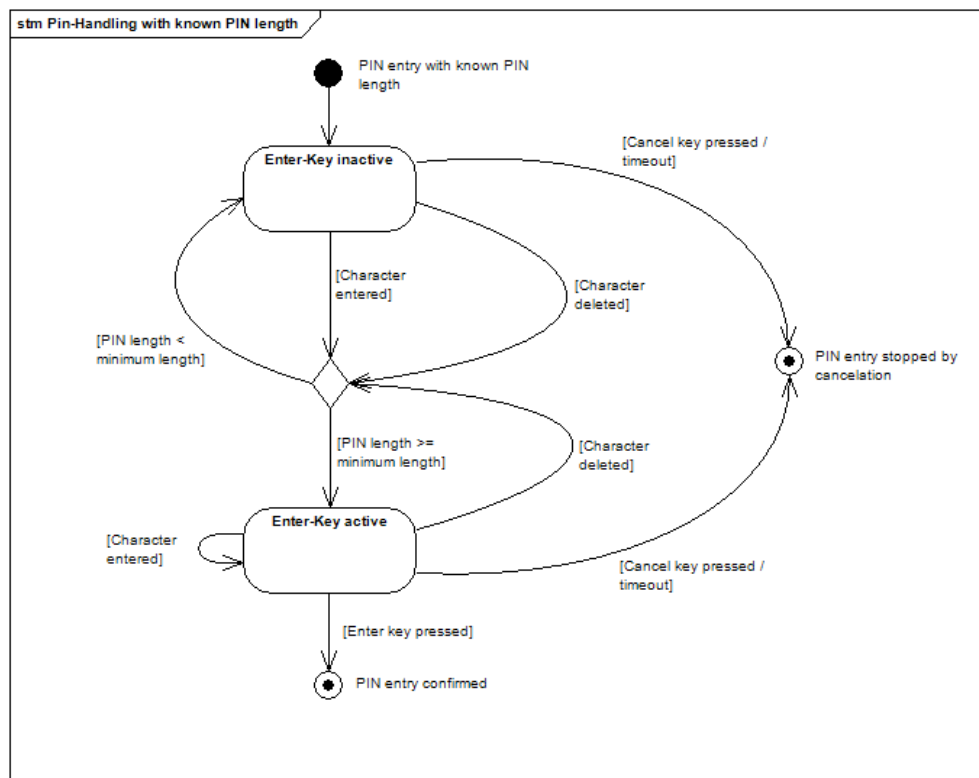 stm Pin-Handling with known PIN length
PIN entry with known PIN
length
[Cancel key pressed /
timeout]
Enter-Key inactive
[Character
entered]
[Character
deleted]
[PIN length <
minimum length]
PIN entry stopped by
cancelation
[PIN length >=
minimum length]
[Character
deleted]
Enter-Key active
[Character
entered]
[Cancel key pressed /
timeout]
[Enter key pressed]
PIN entry confirmed